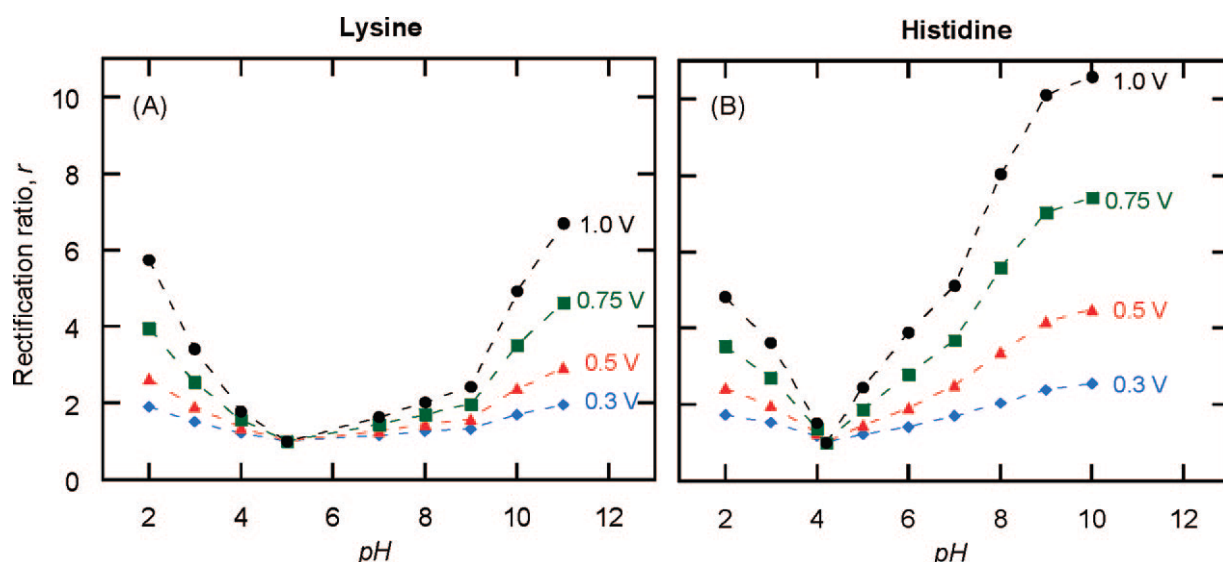 Lysine
Histidine
Rectification ratio, r
(A)
10
8
6
4
2
0
1.0 V
0.75 V
0.5 V
0.3 V
2 4 6 8 10 12
pH
(B)
1.0 V
0.75 V
0.5 V
0.3 V
2 4 6 8 10 12
pH